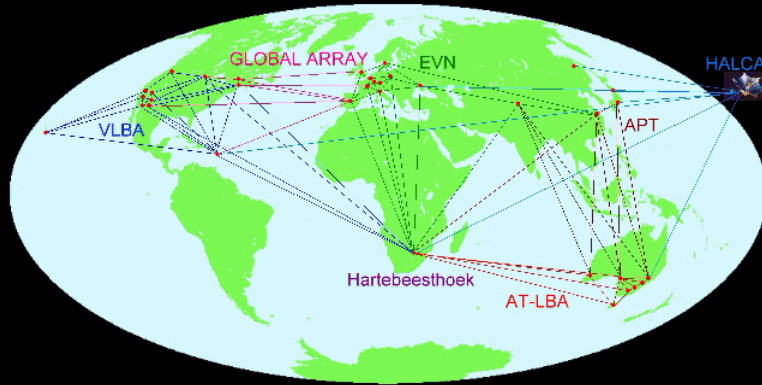 GLOBAL ARRAY
EVN
HALCA
VLBA
APT
Hartebeesthoek
AT-LBA